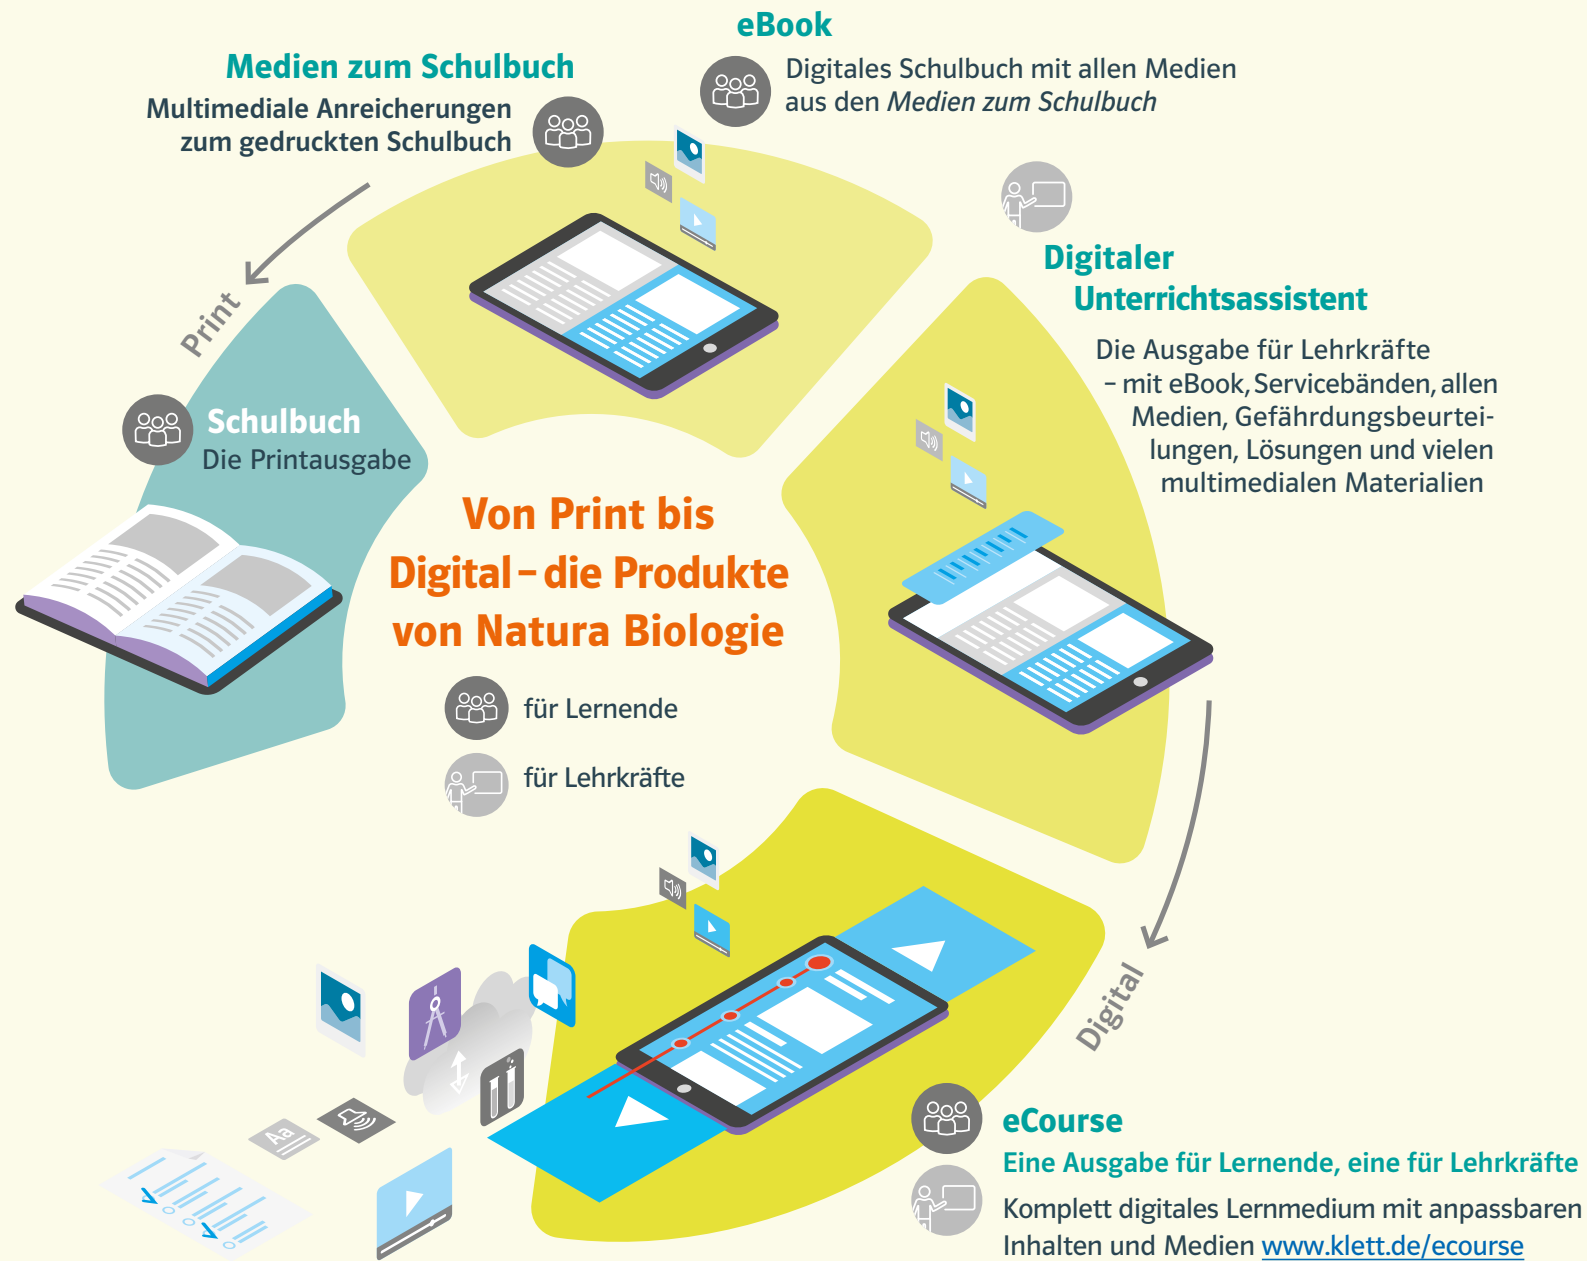 eBook
Digitales Schulbuch mit allen Medien
aus den Medien zum Schulbuch
Medien zum Schulbuch
Multimediale Anreicherungen
zum gedruckten Schulbuch
Print
Schulbuch
Die Printausgabe
Digitaler
Unterrichtsassistent
Die Ausgabe für Lehrkräfte
– mit eBook, Servicebänden, allen
Medien, Gefährdungsbeurtei-
lungen, Lösungen und vielen
multimedialen Materialien
Von Print bis
Digital – die Produkte
von Natura Biologie
für Lernende
für Lehrkräfte
Digital
Aa
eCourse
Eine Ausgabe für Lernende, eine für Lehrkräfte
Komplett digitales Lernmedium mit anpassbaren
Inhalten und Medien www.klett.de/ecourse